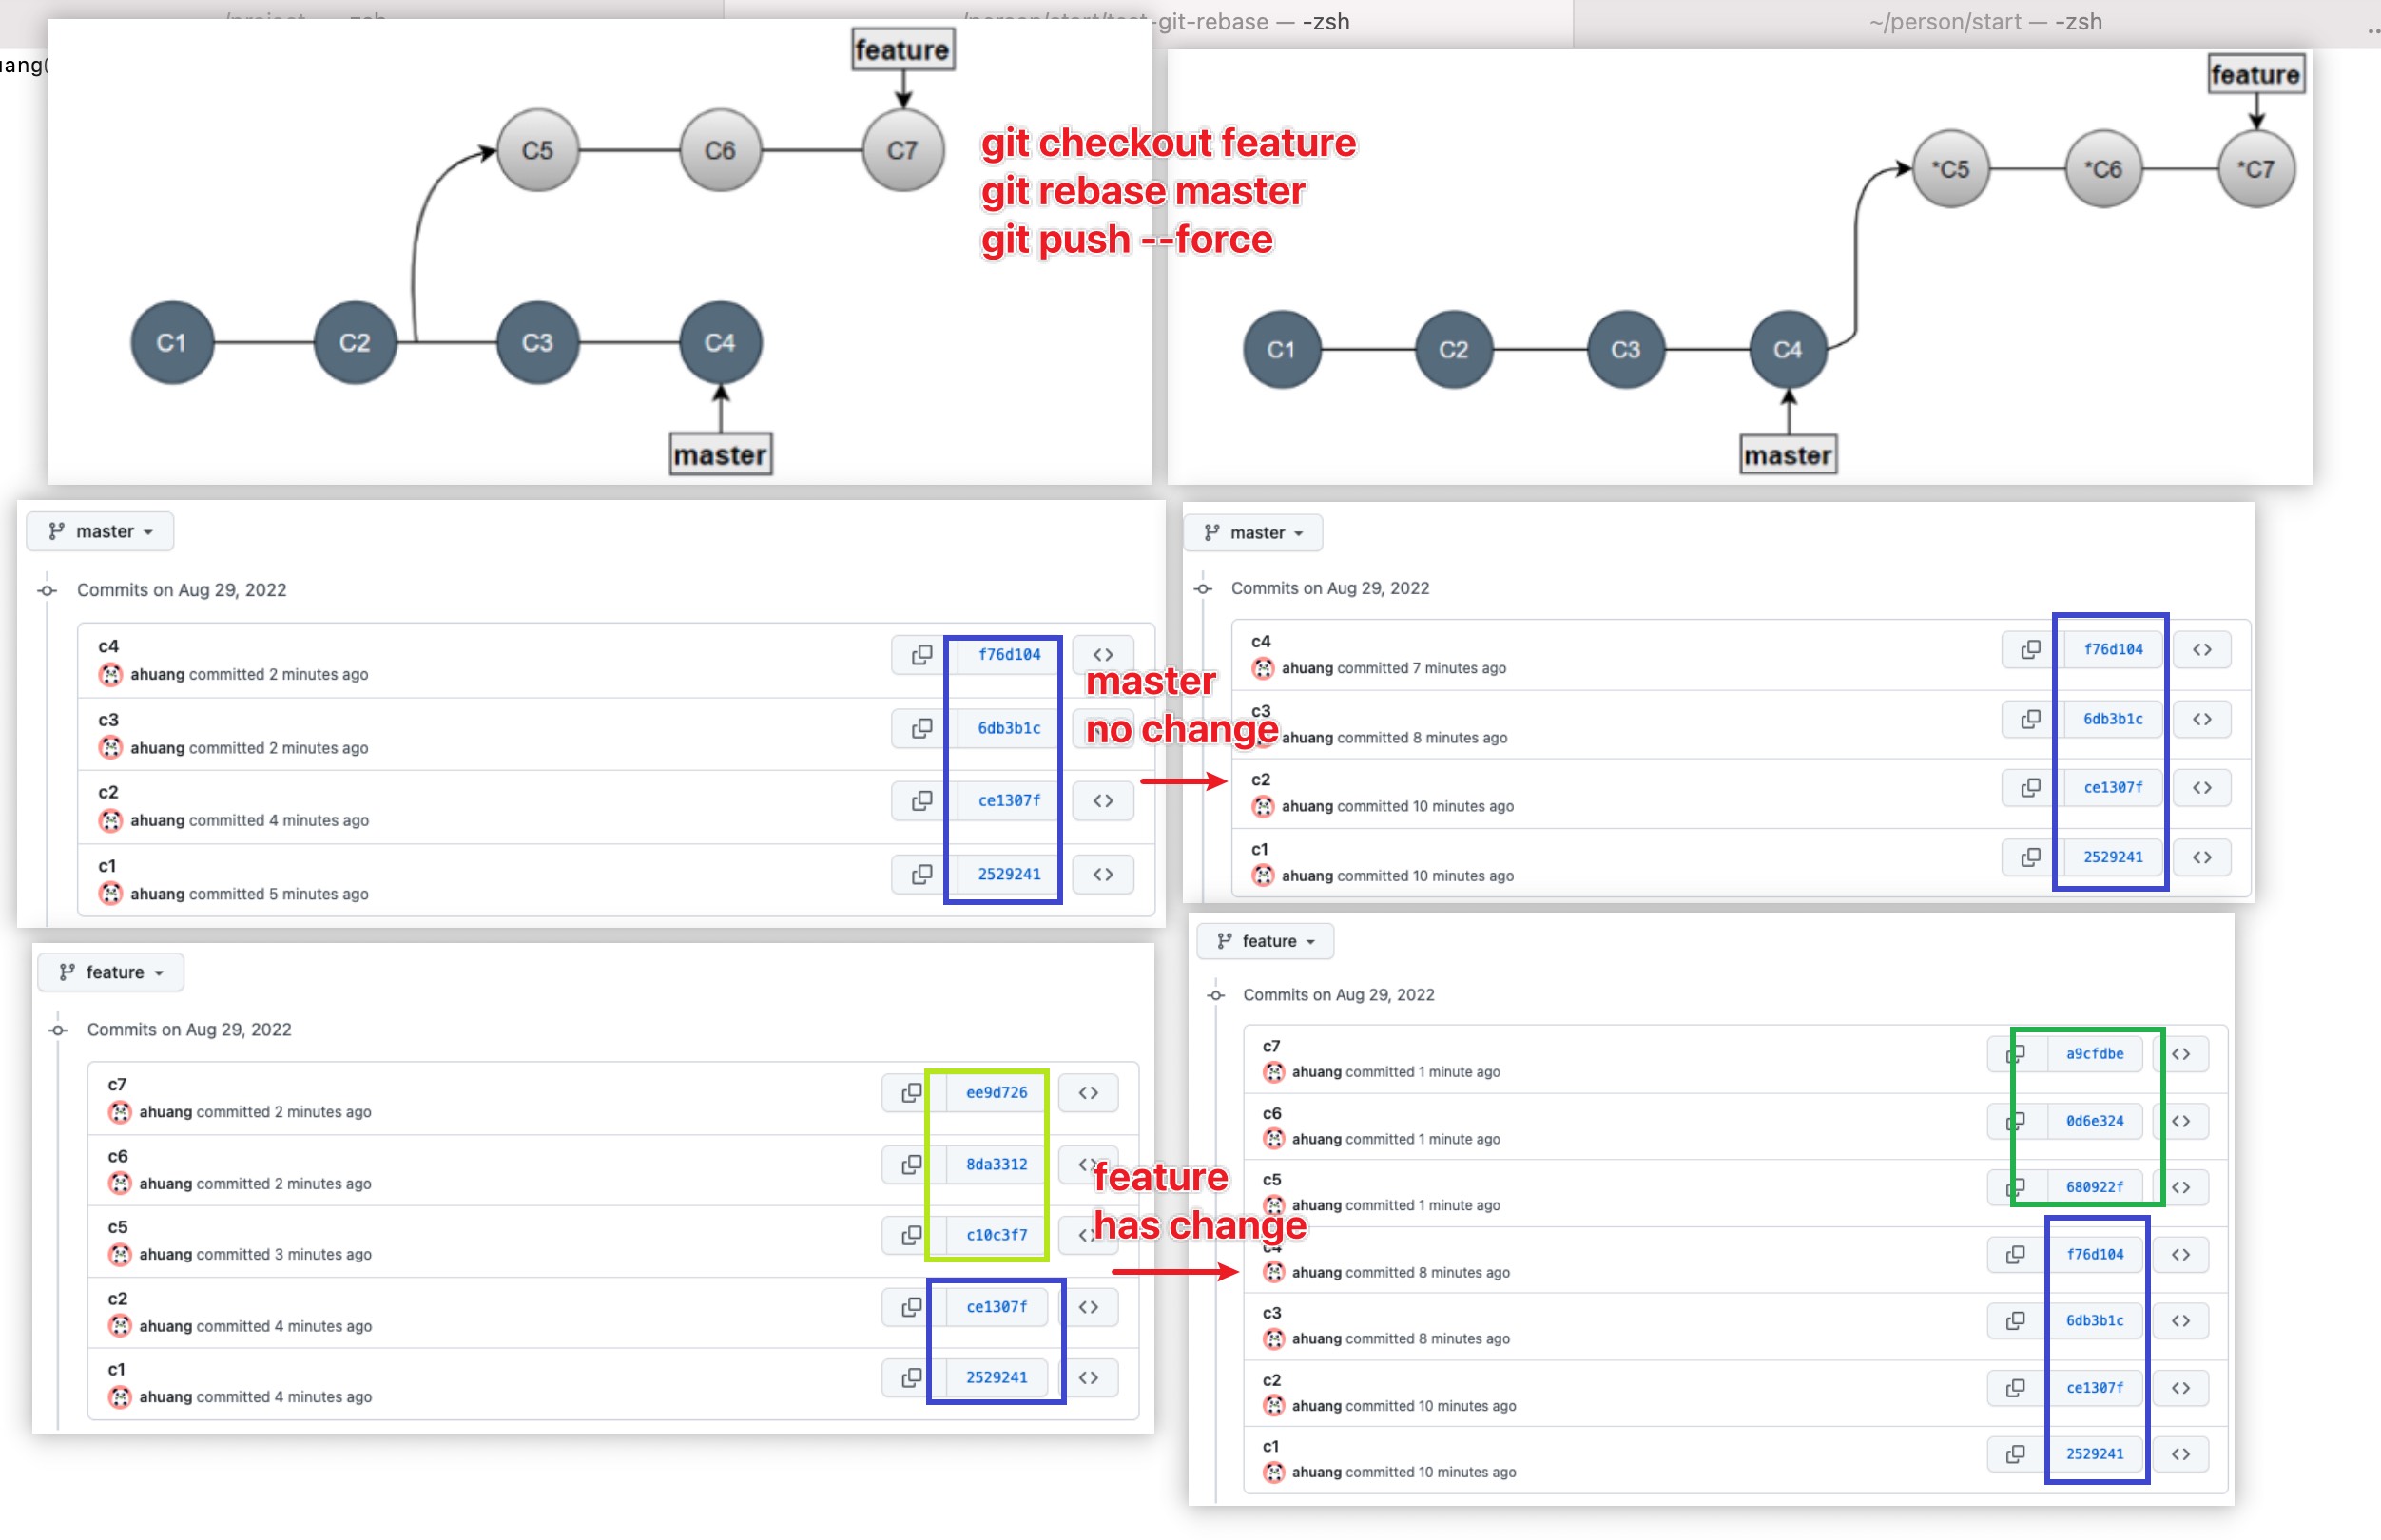 /project — -zsh
/person/start/test-git-rebase — -zsh
~/person/start — -zsh
feature
C5
C6
C7
C1
C2
C3
C4
master
git checkout feature
git rebase master
git push --force
feature
*C5
*C6
*C7
C1
C2
C3
C4
master
master
Commits on Aug 29, 2022
c4
f76d104
ahuang committed 2 minutes ago
c3
6db3b1c
ahuang committed 2 minutes ago
c2
ce1307f
ahuang committed 4 minutes ago
c1
2529241
ahuang committed 5 minutes ago
master
no change
master
Commits on Aug 29, 2022
c4
f76d104
ahuang committed 7 minutes ago
c3
6db3b1c
ahuang committed 8 minutes ago
c2
ce1307f
ahuang committed 10 minutes ago
c1
2529241
ahuang committed 10 minutes ago
feature
Commits on Aug 29, 2022
c7
ee9d726
ahuang committed 2 minutes ago
c6
8da3312
ahuang committed 2 minutes ago
c5
c10c3f7
ahuang committed 3 minutes ago
c2
ce1307f
ahuang committed 4 minutes ago
c1
2529241
ahuang committed 4 minutes ago
feature
has change
feature
Commits on Aug 29, 2022
c7
a9cfdbe
ahuang committed 1 minute ago
c6
0d6e324
ahuang committed 1 minute ago
c5
680922f
ahuang committed 1 minute ago
c4
f76d104
ahuang committed 8 minutes ago
c3
6db3b1c
ahuang committed 8 minutes ago
c2
ce1307f
ahuang committed 10 minutes ago
c1
2529241
ahuang committed 10 minutes ago